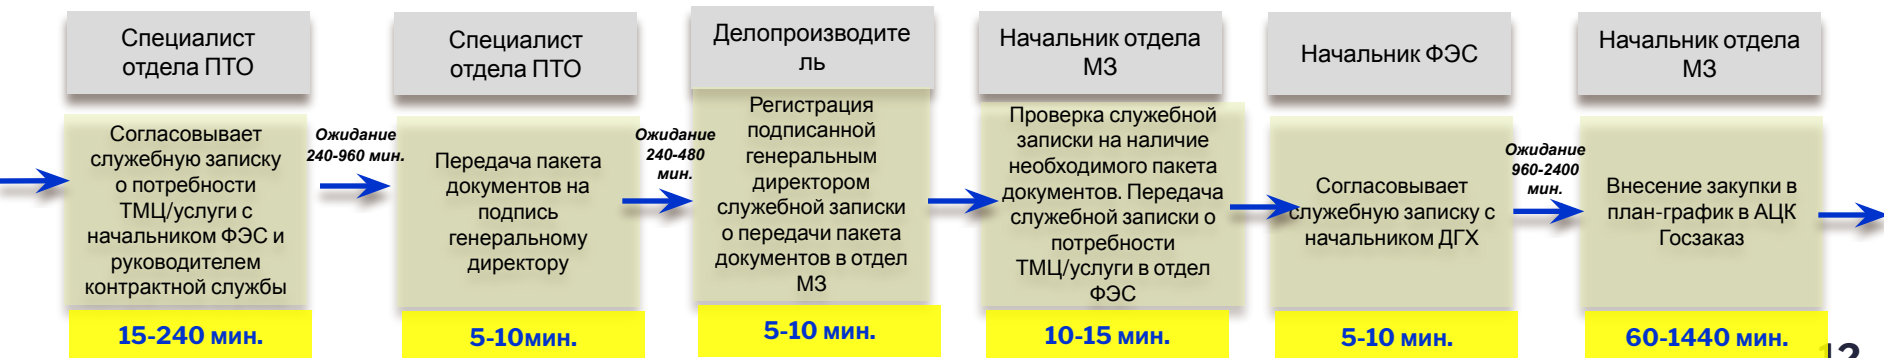 Специалист
отдела ПТО
Согласовывает
служебную записку
о потребности
ТМЦ/услуги с
начальником ФЭС и
руководителем
контрактной службы
15-240 мин.
Ожидание
240-960 мин.
Специалист
отдела ПТО
Передача пакета
документов на
подпись
генеральному
директору
5-10мин.
Ожидание
240-480
мин.
Делопроизводите
ль
Регистрация
подписанной
генеральным
директором
служебной записки
о передачи пакета
документов в отдел
МЗ
5-10 мин.
Начальник отдела
МЗ
Проверка служебной
записки на наличие
необходимого пакета
документов. Передача
служебной записки о
потребности
ТМЦ/услуги в отдел
ФЭС
10-15 мин.
Начальник ФЭС
Согласовывает
служебную записку с
начальником ДГХ
5-10 мин.
Ожидание
960-2400
мин.
Начальник отдела
МЗ
Внесение закупки в
план-график в АЦК
Госзаказ
60-1440 мин.